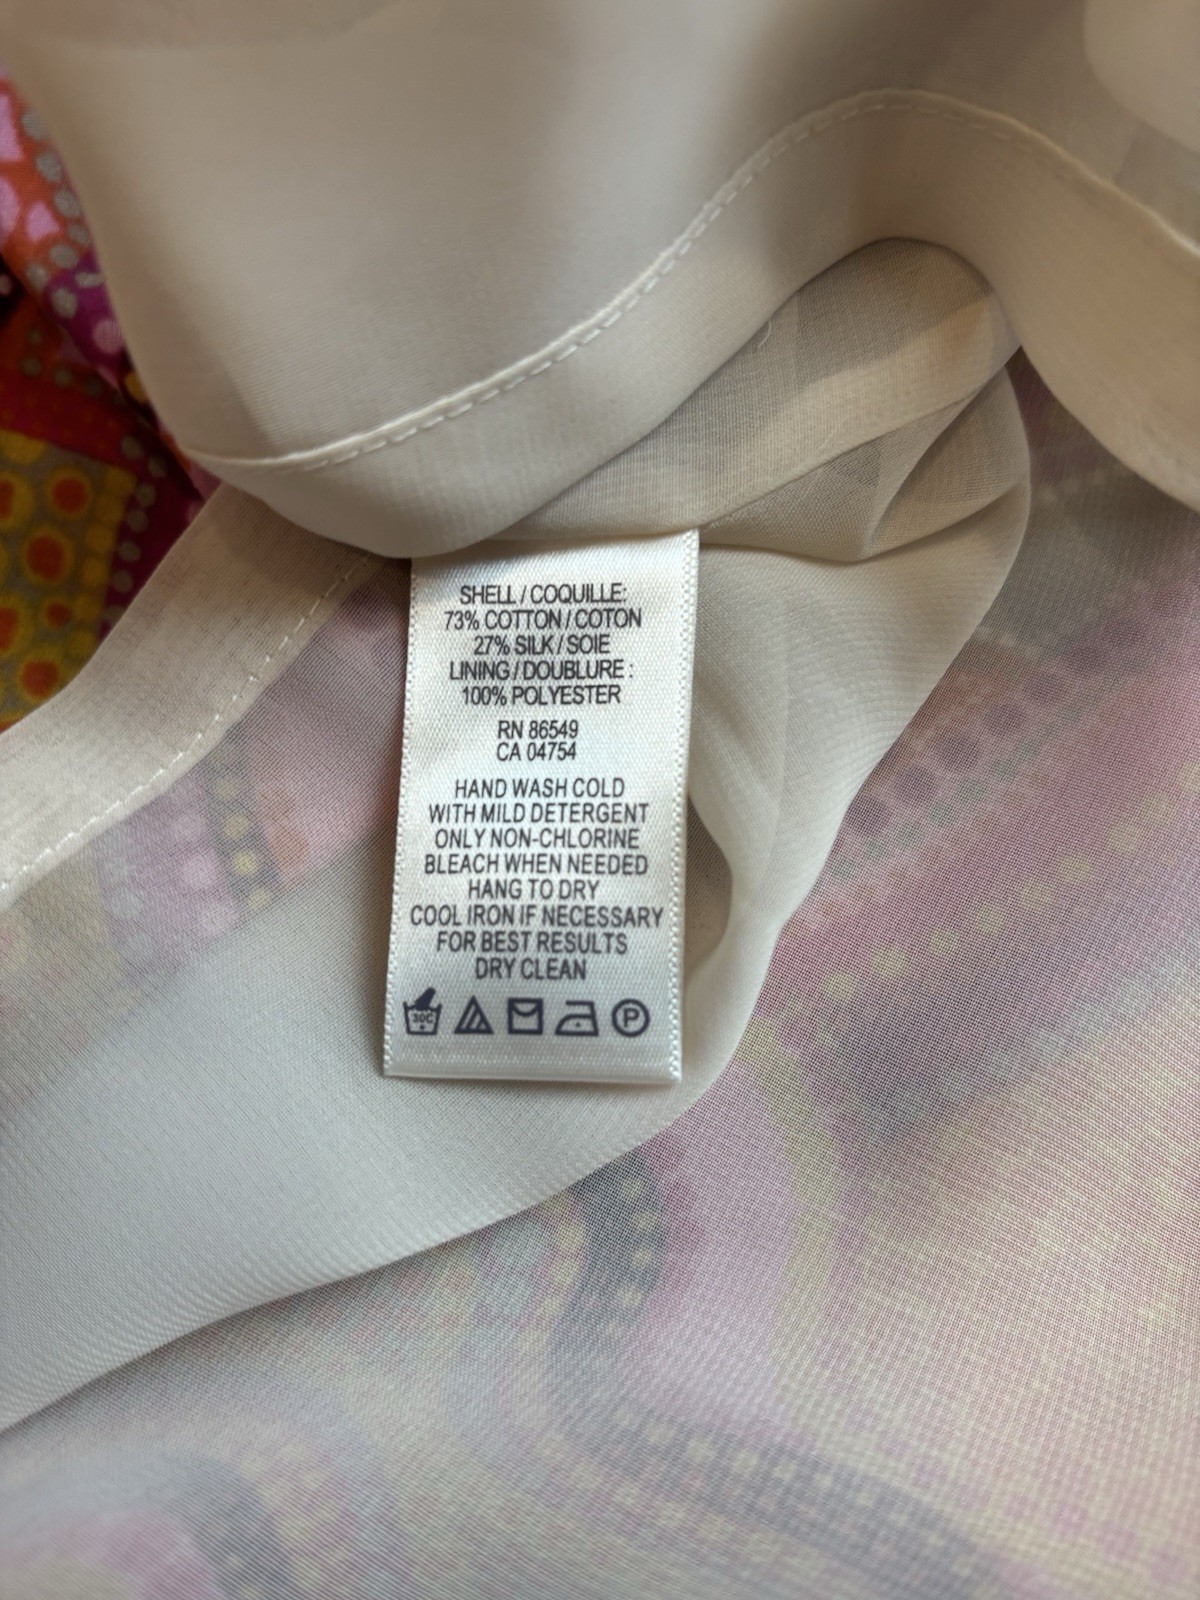 SHELL / COQUILLE:
73% COTTON / COTON
27% SILK / SOIE
LINING / DOUBLURE :
100% POLYESTER
RN 86549
CA 04754
HAND WASH COLD
WITH MILD DETERGENT
ONLY NON-CHLORINE
BLEACH WHEN NEEDED
HANG TO DRY
COOL IRON IF NECESSARY
FOR BEST RESULTS
DRY CLEAN
30C P